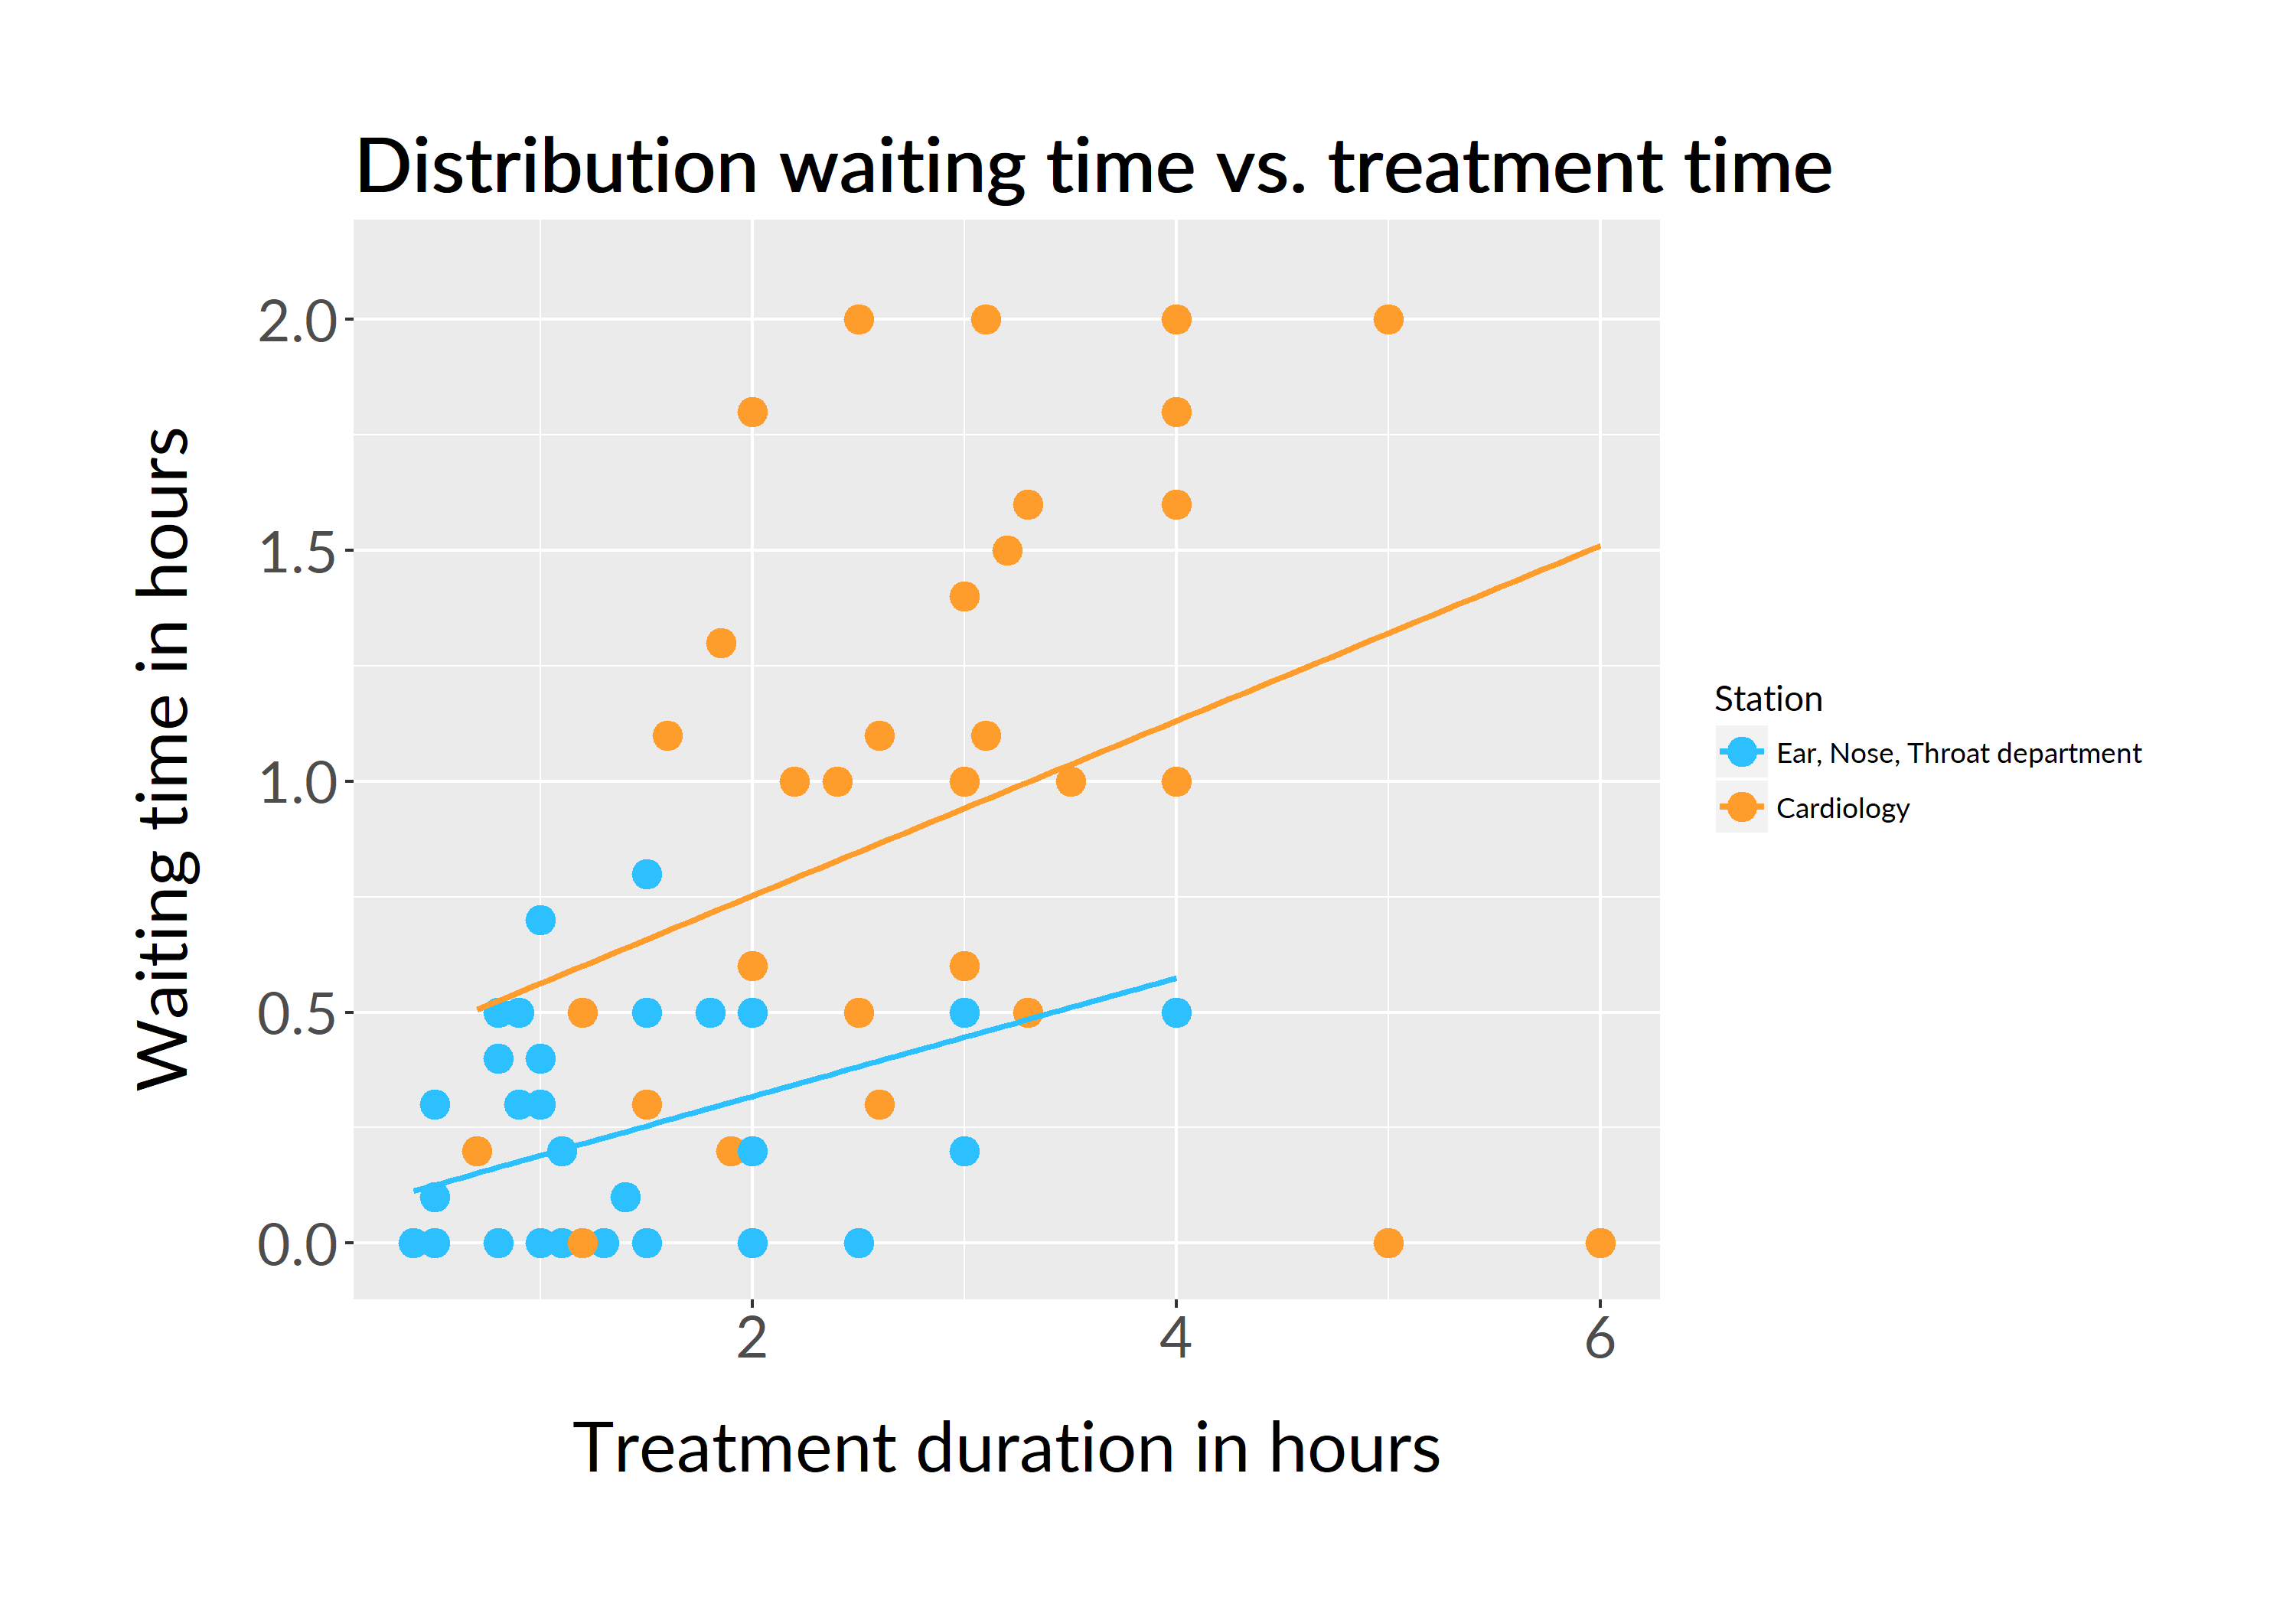 Distribution waiting time vs. treatment time
Waiting time in hours
2.0
1.5
1.0
0.5
0.0
2 4 6
Treatment duration in hours
Station
Ear, Nose, Throat department
Cardiology